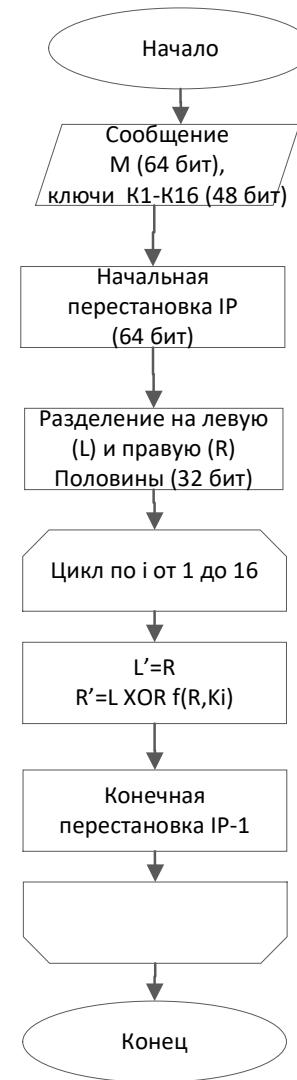 Начало
Сообщение
М (64 бит),
ключи К1-К16 (48 бит)
Начальная
перестановка IP
(64 бит)
Разделение на левую
(L) и правую (R)
Половины (32 бит)
Цикл по i от 1 до 16
L’=R
R’=L XOR f(R,Ki)
Конечная
перестановка IP-1
Конец